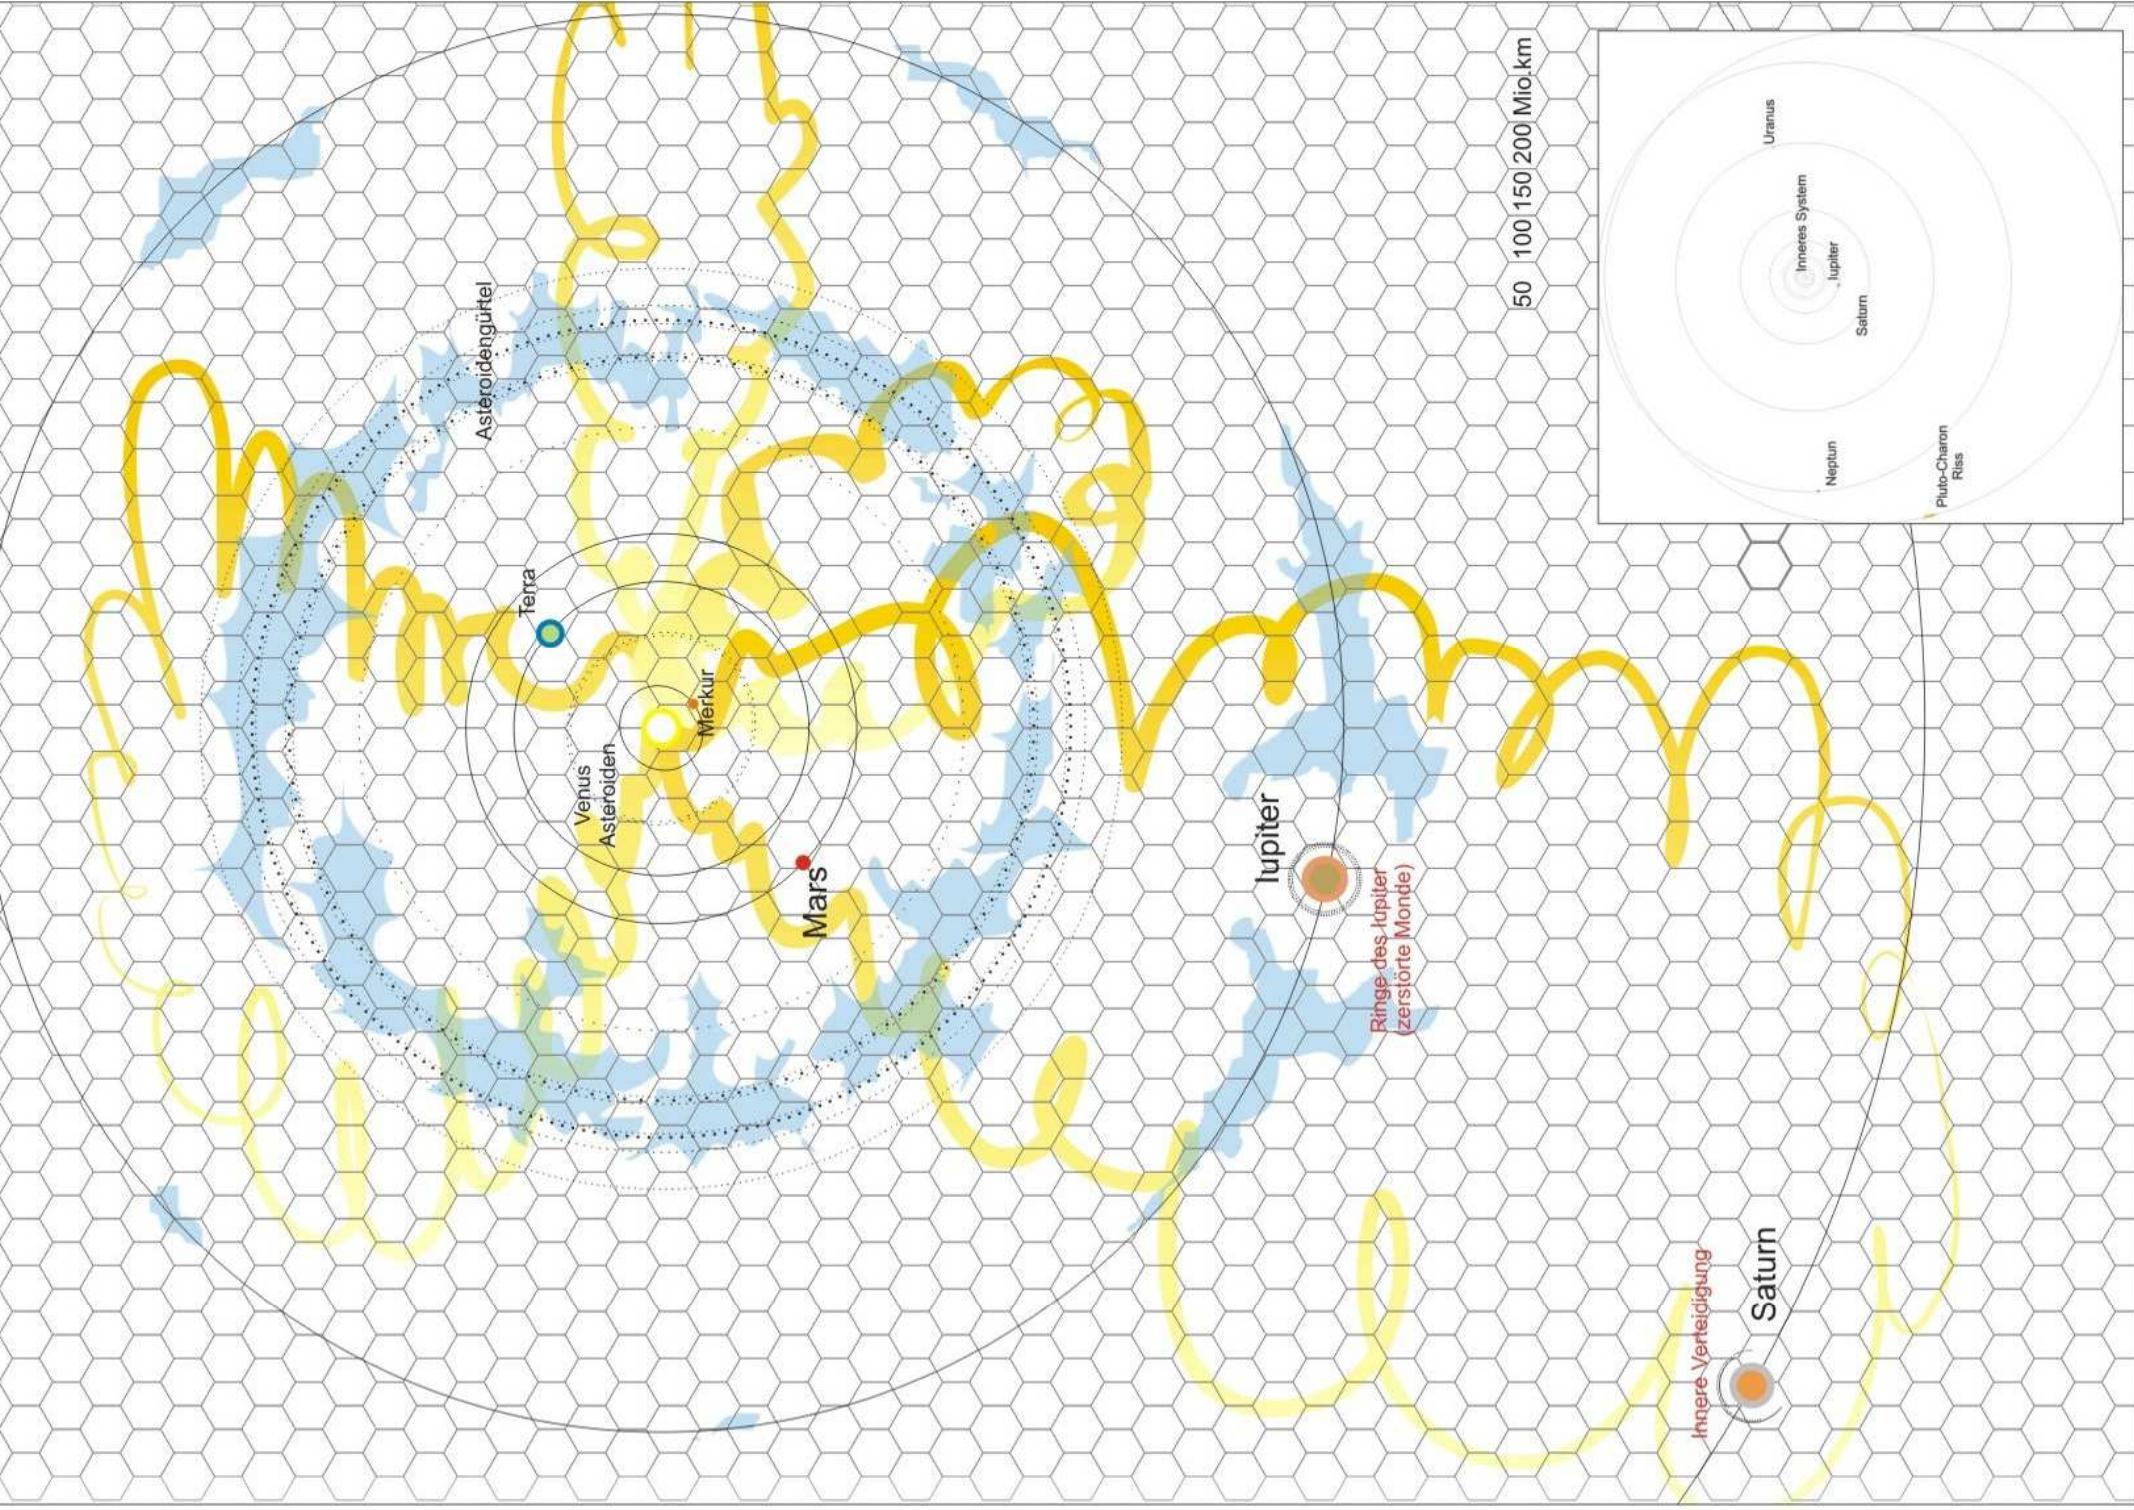 Asteroidengürtel
Terra
Merkur
Venus
Asteroiden
Mars
Iupiter
Ringe des Iupiter
(zerstörte Monde)
Innere Verteidigung
Saturn
50 100 150 200 Mio.km
Uranus
Inneres System
Iupiter
Saturn
Neptun
Pluto-Charon
Riss